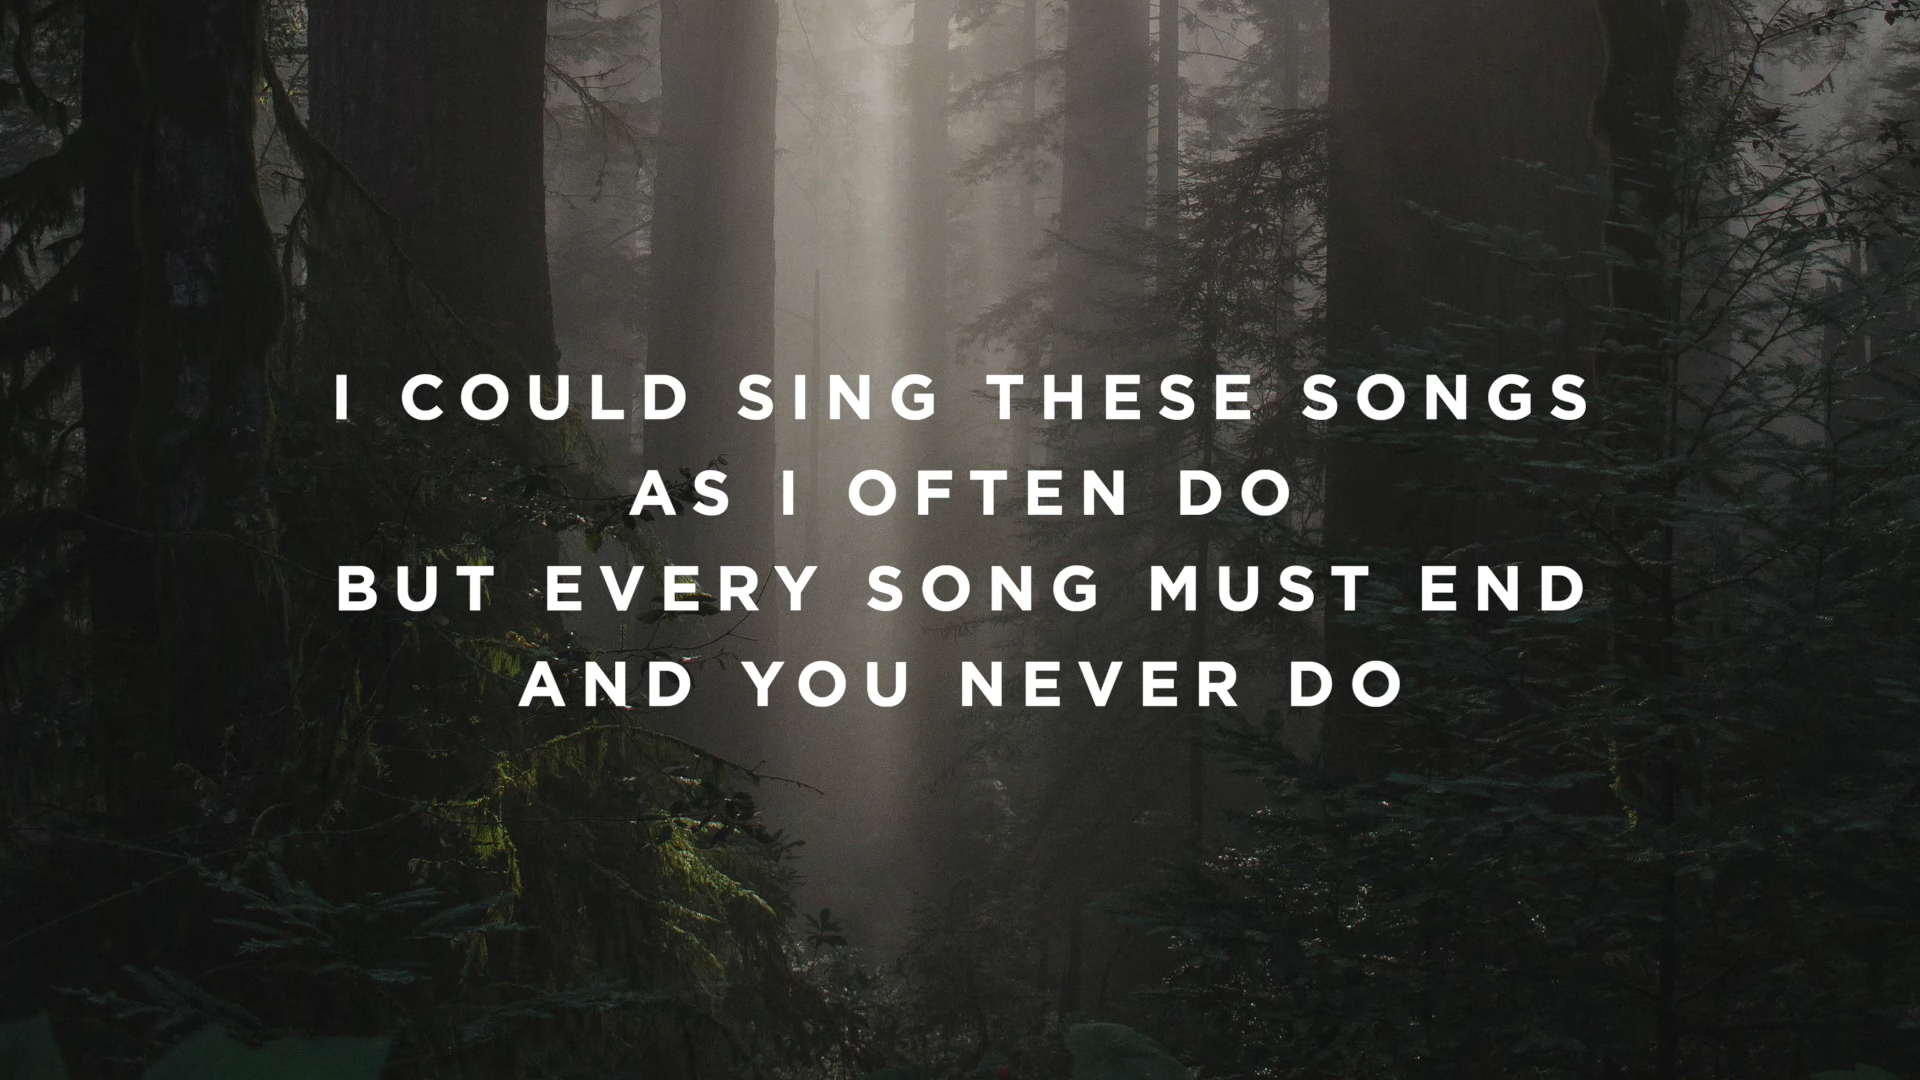 I COULD SING THESE SONGS
AS I OFTEN DO
BUT EVERY SONG MUST END
AND YOU NEVER DO